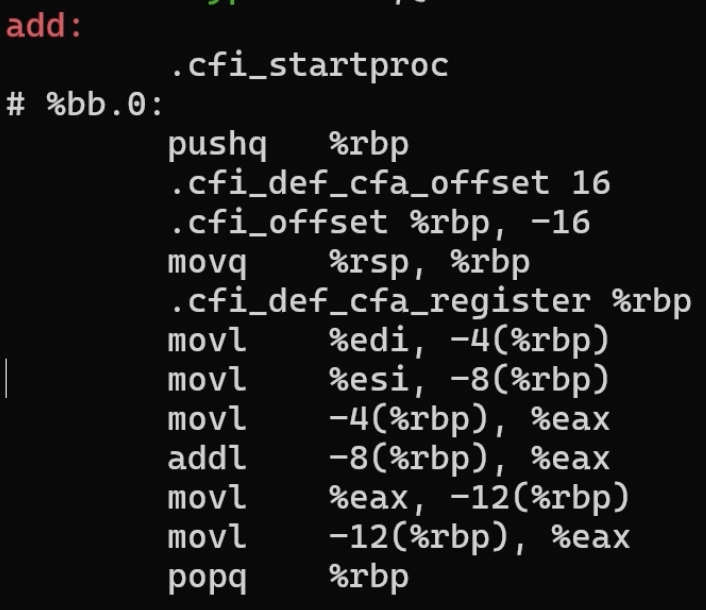 add:
.cfi_startproc
# %bb.0:
pushq %rbp
.cfi_def_cfa_offset 16
.cfi_offset %rbp, -16
movq %rsp, %rbp
.cfi_def_cfa_register %rbp
movl %edi, -4(%rbp)
movl %esi, -8(%rbp)
movl -4(%rbp), %eax
addl -8(%rbp), %eax
movl %eax, -12(%rbp)
movl -12(%rbp), %eax
popq %rbp